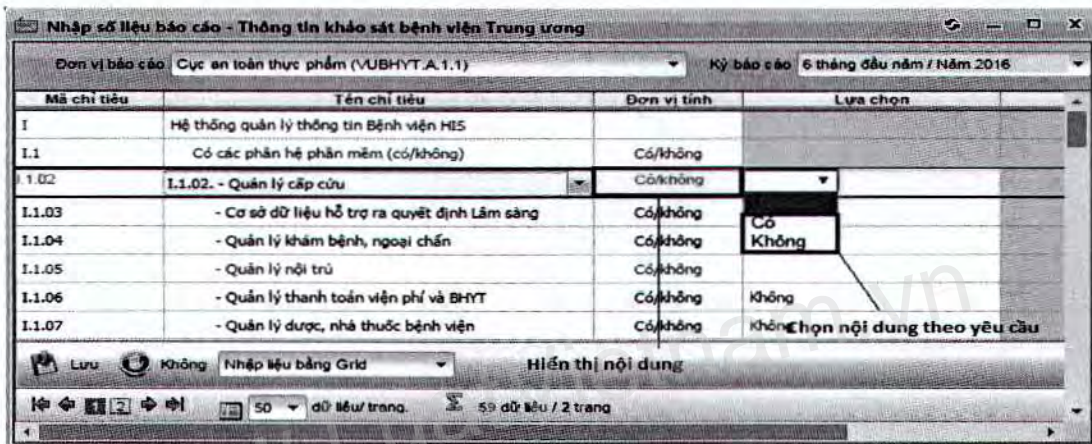 Nhập số liệu báo cáo - Thông tin khảo sát bệnh viện Trung ương
Đơn vị báo cáo Cục an toàn thực phẩm (VUBHYT.A.1.1) Kỳ báo cáo 6 tháng đầu năm / Năm 2016
Mã chỉ tiêu Tên chỉ tiêu Đơn vị tính Lựa chọn
I Hệ thống quản lý thông tin Bệnh viện HIS
I.1 Có các phân hệ phần mềm (có/không) Có/không
I.1.02 I.1.02. - Quản lý cấp cứu Có/không
I.1.03 - Cơ sở dữ liệu hỗ trợ ra quyết định Lâm sàng Có/không Có
I.1.04 - Quản lý khám bệnh, ngoại chẩn Có/không Không
I.1.05 - Quản lý nội trú Có/không
I.1.06 - Quản lý thanh toán viện phí và BHYT Có/không Không
I.1.07 - Quản lý dược, nhà thuốc bệnh viện Có/không Không Chọn nội dung theo yêu cầu
Lưu Không Nhập liệu bằng Grid Hiển thị nội dung
1 2 50 dữ liệu/ trang. Σ 59 dữ liệu / 2 trang